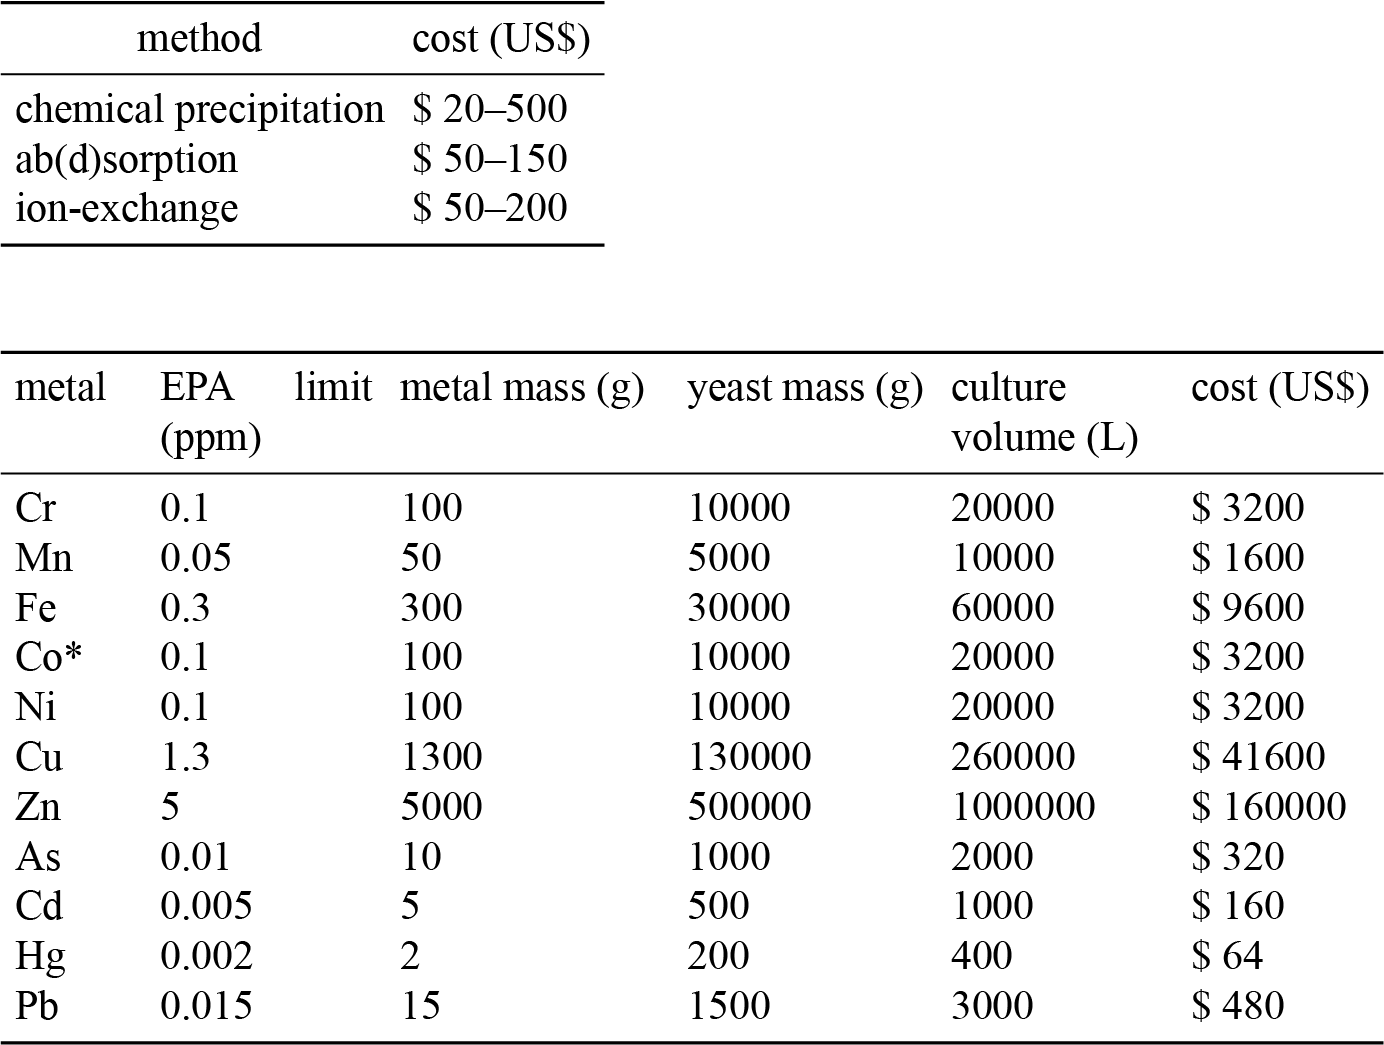 method cost (US$)
chemical precipitation $ 20–500
ab(d)sorption $ 50–150
ion-exchange $ 50–200
metal EPA limit metal mass (g) yeast mass (g) culture cost (US$)
(ppm) volume (L)
Cr 0.1 100 10000 20000 $ 3200
Mn 0.05 50 5000 10000 $ 1600
Fe 0.3 300 30000 60000 $ 9600
Co* 0.1 100 10000 20000 $ 3200
Ni 0.1 100 10000 20000 $ 3200
Cu 1.3 1300 130000 260000 $ 41600
Zn 5 5000 500000 1000000 $ 160000
As 0.01 10 1000 2000 $ 320
Cd 0.005 5 500 1000 $ 160
Hg 0.002 2 200 400 $ 64
Pb 0.015 15 1500 3000 $ 480